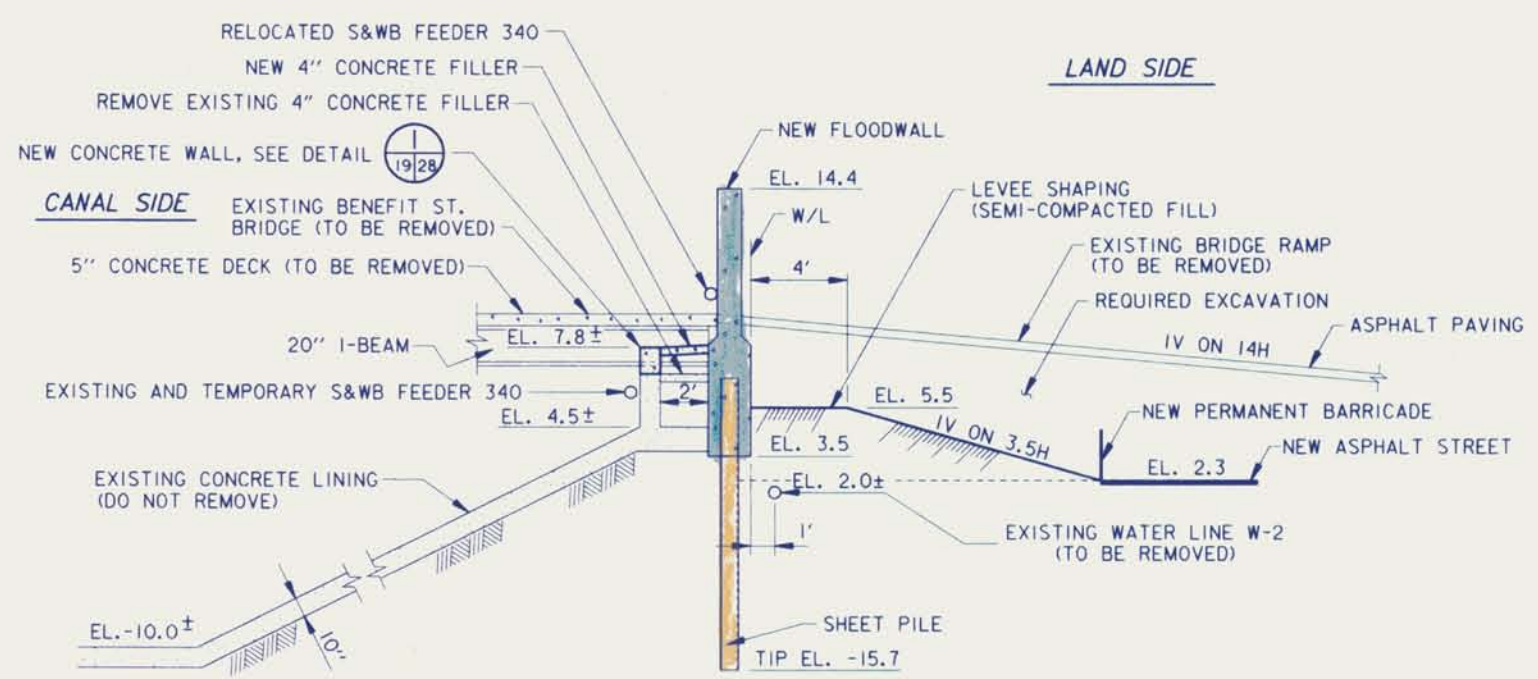 RELOCATED S&WB FEEDER 340
NEW 4" CONCRETE FILLER
REMOVE EXISTING 4" CONCRETE FILLER
NEW CONCRETE WALL, SEE DETAIL
1
19 28
CANAL SIDE
EXISTING BENEFIT ST.
BRIDGE (TO BE REMOVED)
5" CONCRETE DECK (TO BE REMOVED)
20" I-BEAM
EL. 7.8±
EXISTING AND TEMPORARY S&WB FEEDER 340
2'
EL. 4.5±
EXISTING CONCRETE LINING
(DO NOT REMOVE)
EL.-10.0±
10"
LAND SIDE
NEW FLOODWALL
EL. 14.4
W/L
4'
LEVEE SHAPING
(SEMI-COMPACTED FILL)
EXISTING BRIDGE RAMP
(TO BE REMOVED)
REQUIRED EXCAVATION
ASPHALT PAVING
1V ON 14H
EL. 5.5
1V ON 3.5H
NEW PERMANENT BARRICADE
EL. 3.5
NEW ASPHALT STREET
EL. 2.3
EL. 2.0±
1'
EXISTING WATER LINE W-2
(TO BE REMOVED)
SHEET PILE
TIP EL. -15.7